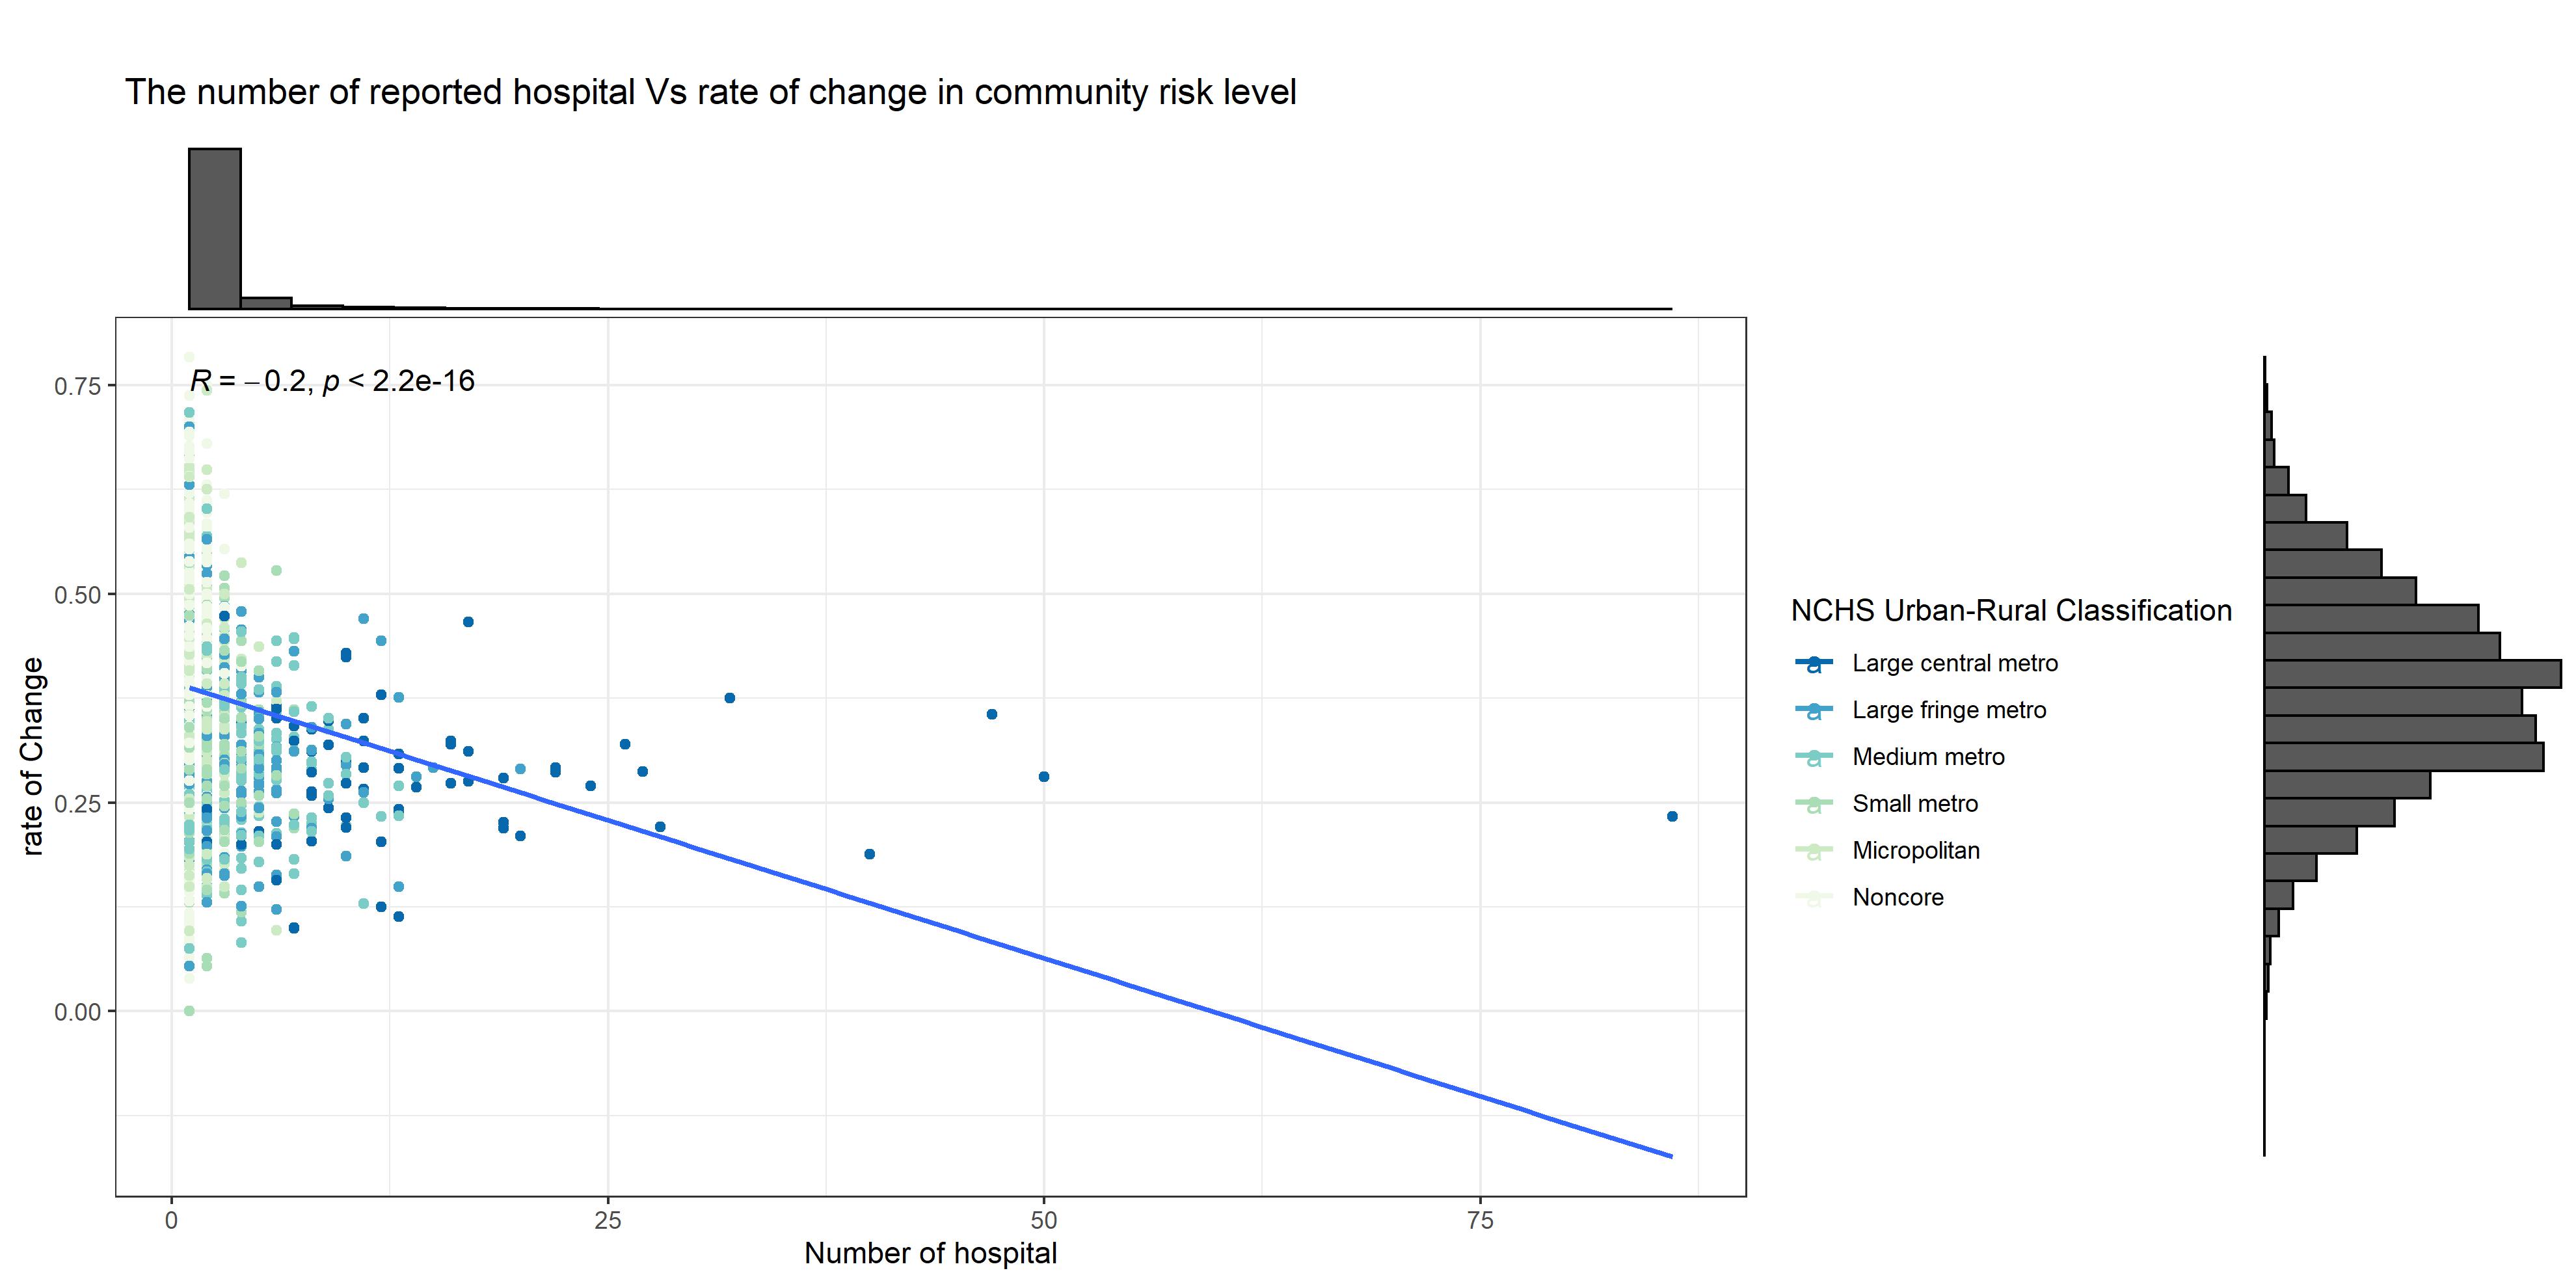 The number of reported hospital Vs rate of change in community risk level
R = −0.2, p < 2.2e-16
0.75
0.50
0.25
0.00
rate of Change
0 25 50 75
Number of hospital
NCHS Urban-Rural Classification
a Large central metro
a Large fringe metro
a Medium metro
a Small metro
a Micropolitan
a Noncore